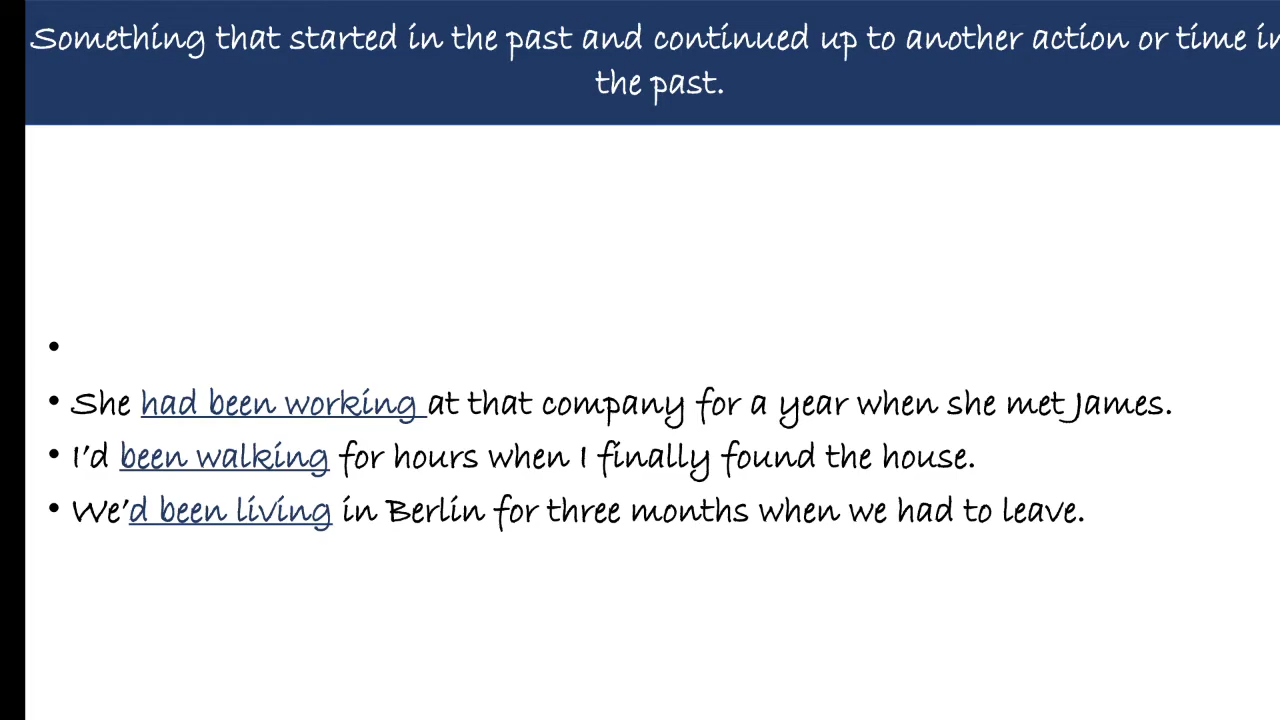 Something that started in the past and continued up to another action or time in
the past.
•
• She had been working at that company for a year when she met James.
• I'd been walking for hours when I finally found the house.
• We'd been living in Berlin for three months when we had to leave.